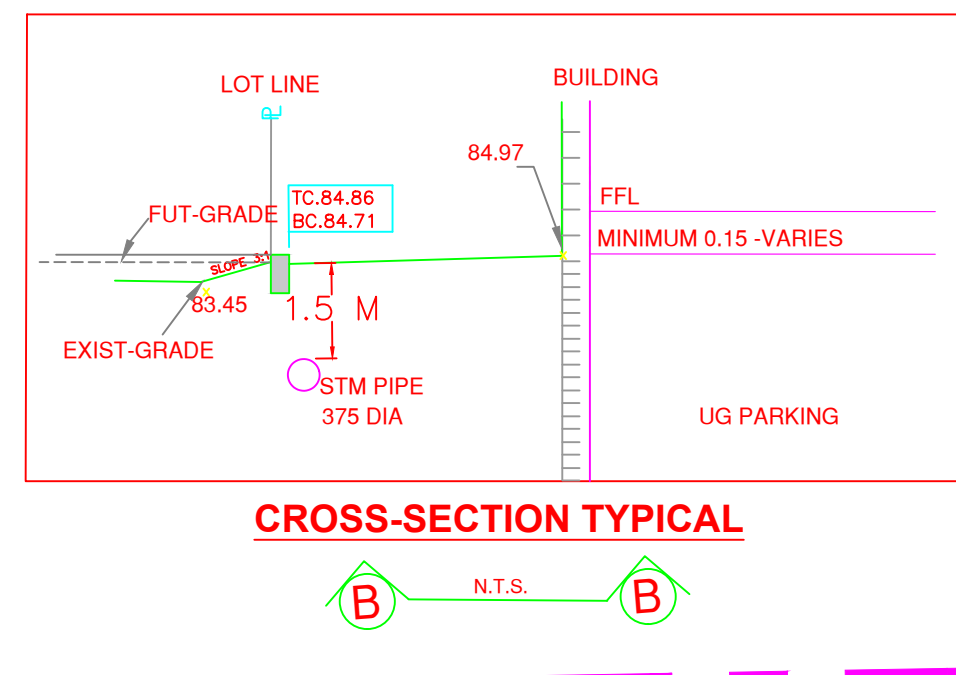 LOT LINE
BUILDING
PL
84.97
TC.84.86
BC.84.71
FFL
FUT-GRADE
MINIMUM 0.15 -VARIES
SLOPE 3:1
83.45
1.5 M
EXIST-GRADE
STM PIPE
375 DIA
UG PARKING
CROSS-SECTION TYPICAL
B
N.T.S.
B